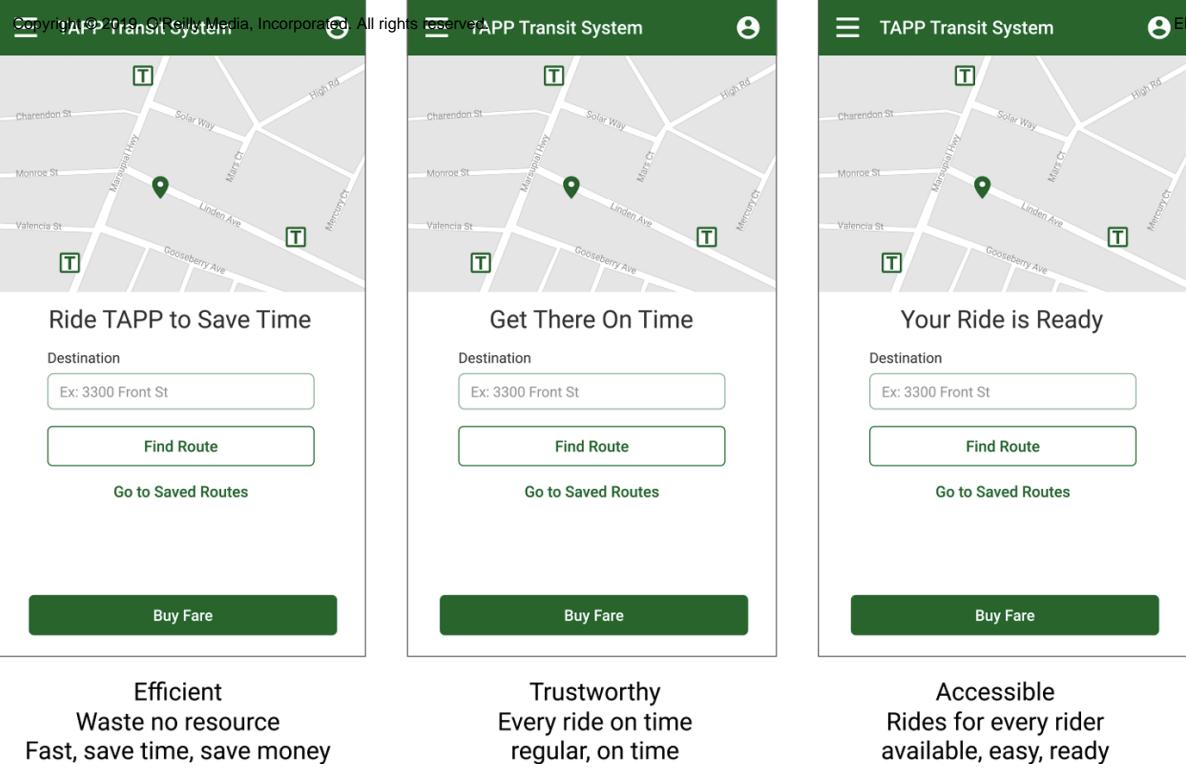 Copyright © 2019. O'Reilly Media, Incorporated. All rights reserved.
TAPP Transit System
High Rd
Charendon St
Solar Way
Marsupial Hwy
Mars Ct
Monroe St
Mercury Ct
Linden Ave
Valencia St
Gooseberry Ave
T
T
T
Ride TAPP to Save Time
Destination
Ex: 3300 Front St
Find Route
Go to Saved Routes
Buy Fare
Efficient
Waste no resource
Fast, save time, save money
TAPP Transit System
High Rd
Charendon St
Solar Way
Marsupial Hwy
Mars Ct
Monroe St
Mercury Ct
Linden Ave
Valencia St
Gooseberry Ave
T
T
T
Get There On Time
Destination
Ex: 3300 Front St
Find Route
Go to Saved Routes
Buy Fare
Trustworthy
Every ride on time
regular, on time
TAPP Transit System
High Rd
Charendon St
Solar Way
Marsupial Hwy
Mars Ct
Monroe St
Mercury Ct
Linden Ave
Valencia St
Gooseberry Ave
T
T
T
Your Ride is Ready
Destination
Ex: 3300 Front St
Find Route
Go to Saved Routes
Buy Fare
Accessible
Rides for every rider
available, easy, ready